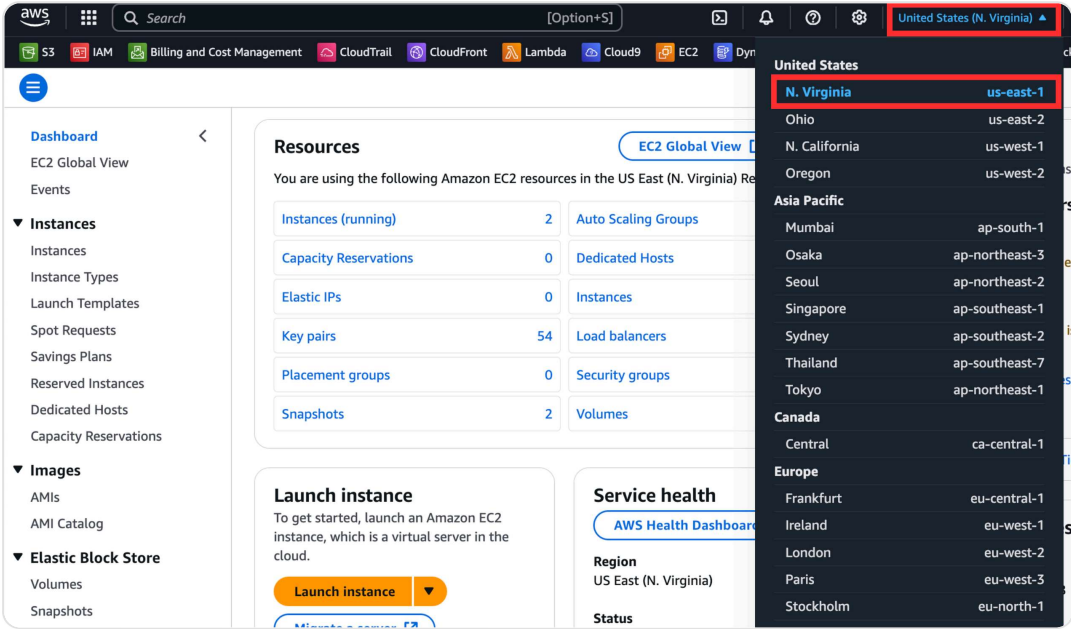 aws
Search [Option+S]
United States (N. Virginia)
S3 IAM Billing and Cost Management CloudTrail CloudFront Lambda Cloud9 EC2 Dyn
Dashboard
EC2 Global View
Events
Instances
Instances
Instance Types
Launch Templates
Spot Requests
Savings Plans
Reserved Instances
Dedicated Hosts
Capacity Reservations
Images
AMIs
AMI Catalog
Elastic Block Store
Volumes
Snapshots
Resources
EC2 Global View
You are using the following Amazon EC2 resources in the US East (N. Virginia) Re
Instances (running) 2 Auto Scaling Groups
Capacity Reservations 0 Dedicated Hosts
Elastic IPs 0 Instances
Key pairs 54 Load balancers
Placement groups 0 Security groups
Snapshots 2 Volumes
Launch instance
To get started, launch an Amazon EC2
instance, which is a virtual server in the
cloud.
Launch instance
Migrate a server
Service health
AWS Health Dashboard
Region
US East (N. Virginia)
Status
United States
N. Virginia us-east-1
Ohio us-east-2
N. California us-west-1
Oregon us-west-2
Asia Pacific
Mumbai ap-south-1
Osaka ap-northeast-3
Seoul ap-northeast-2
Singapore ap-southeast-1
Sydney ap-southeast-2
Thailand ap-southeast-7
Tokyo ap-northeast-1
Canada
Central ca-central-1
Europe
Frankfurt eu-central-1
Ireland eu-west-1
London eu-west-2
Paris eu-west-3
Stockholm eu-north-1